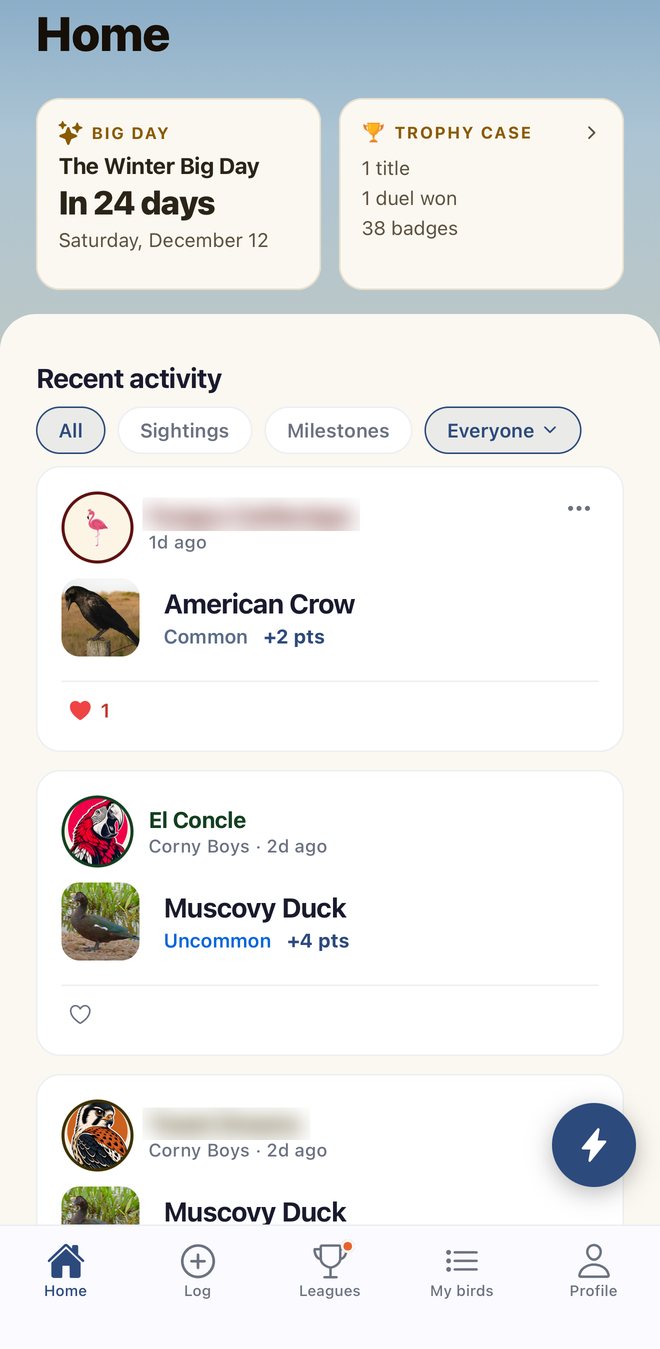 Home
BIG DAY
The Winter Big Day
In 24 days
Saturday, December 12
TROPHY CASE
1 title
1 duel won
38 badges
Recent activity
All Sightings Milestones Everyone
1d ago
American Crow
Common +2 pts
1
El Concle
Corny Boys · 2d ago
Muscovy Duck
Uncommon +4 pts
Corny Boys · 2d ago
Muscovy Duck
Home Log Leagues My birds Profile